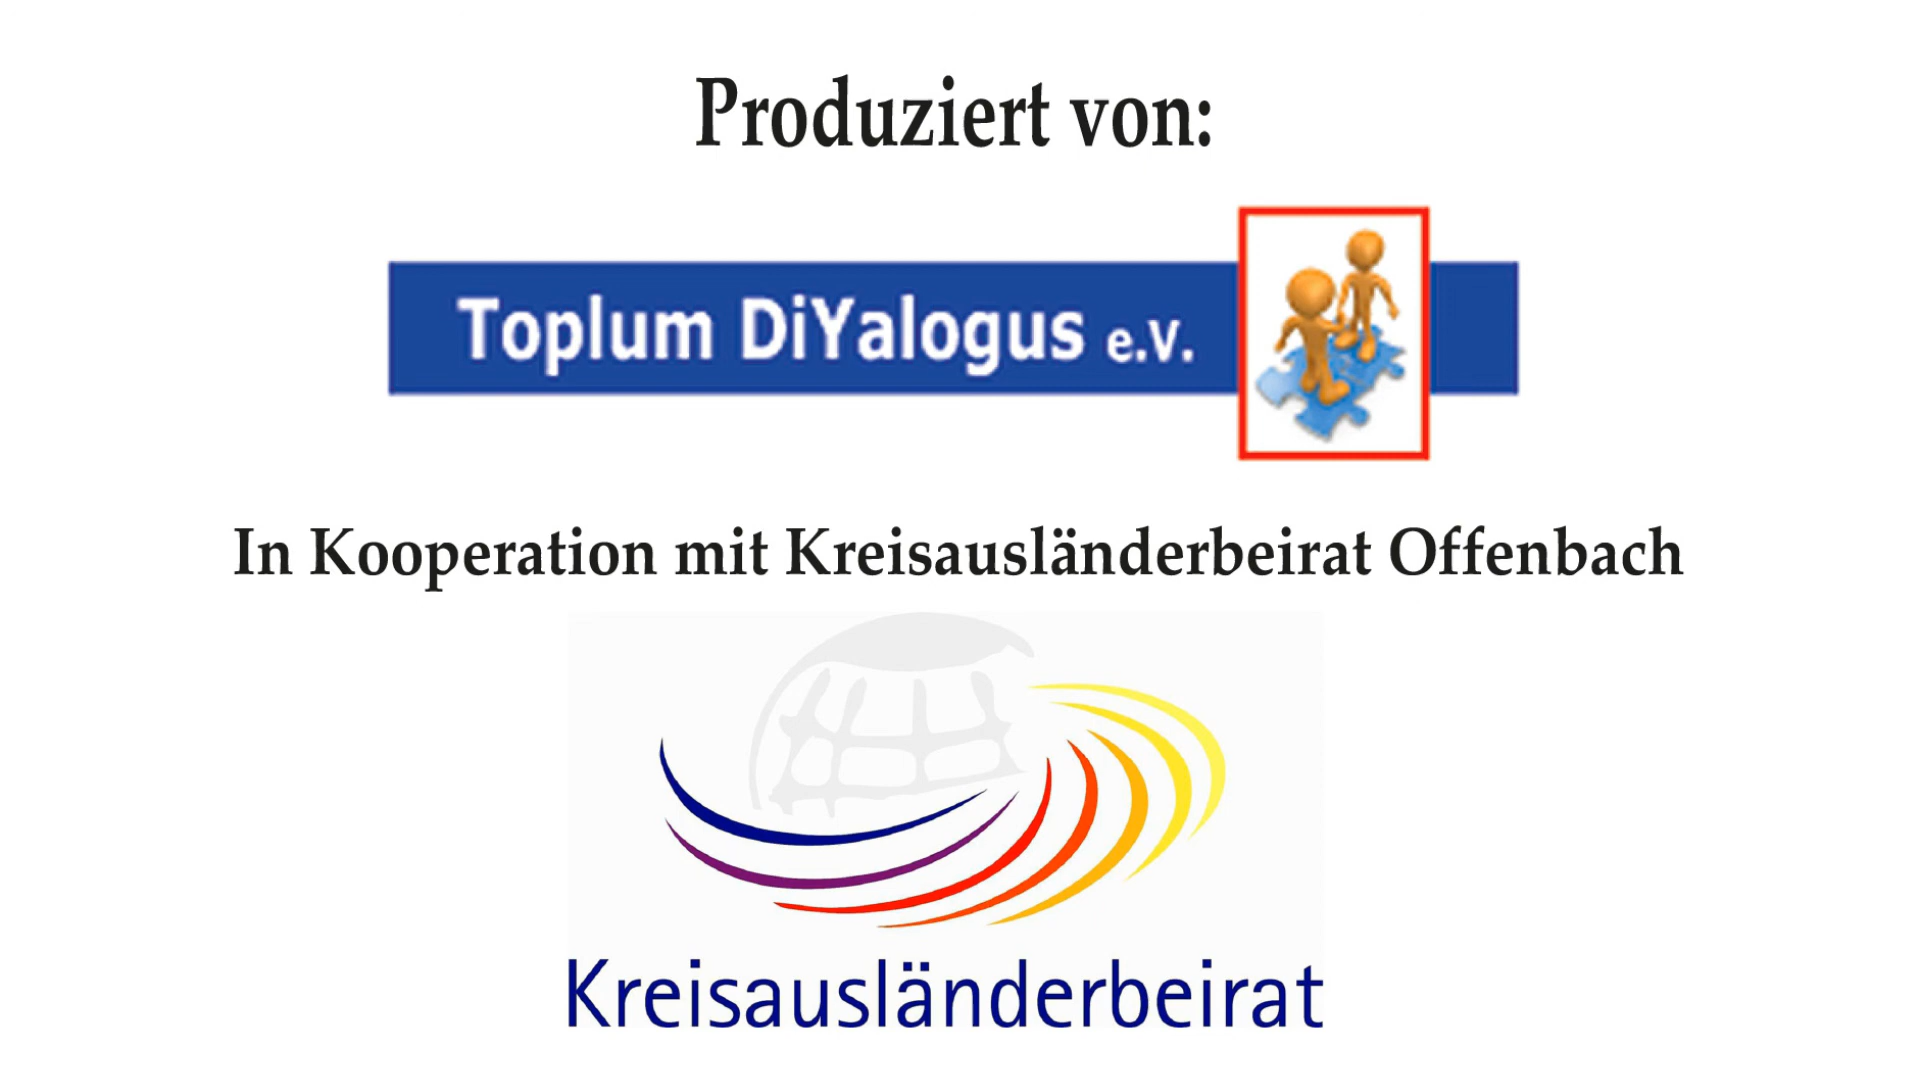 Produziert von:
Toplum DiYalogus e.V.
In Kooperation mit Kreisausländerbeirat Offenbach
Kreisausländerbeirat